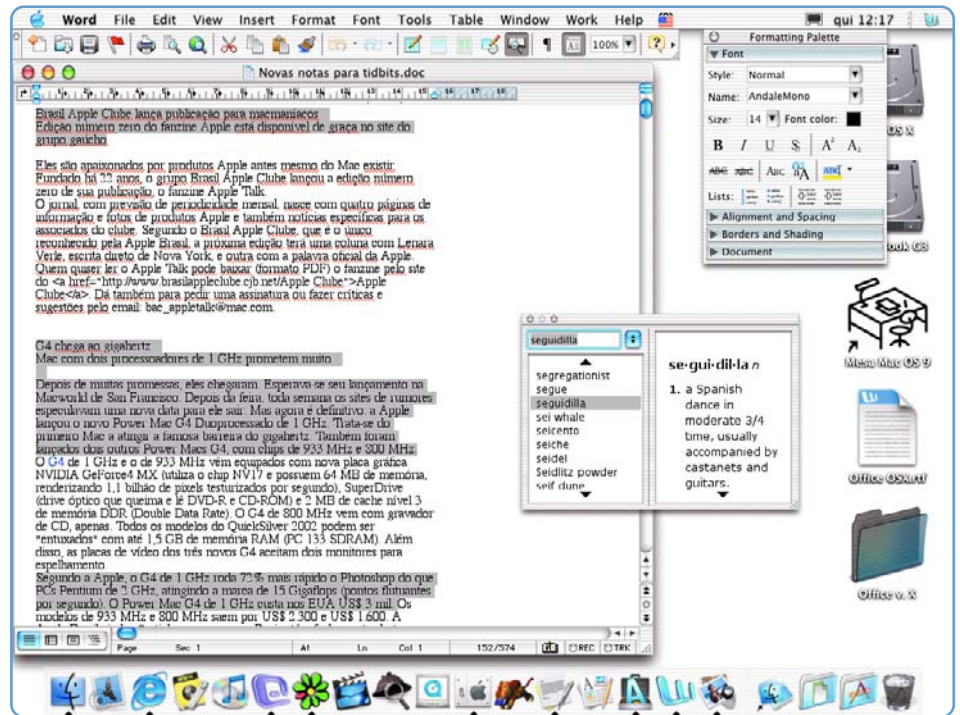 Word File Edit View Insert Format Font Tools Table Window Work Help
qui 12:17
100%
Novas notas para tidbits.doc
Brasil Apple Clube lança publicação para macmaníacos
Edição número zero do fanzine Apple está disponível de graça no site do
grupo gaúcho
Eles são apaixonados por produtos Apple antes mesmo do Mac existir.
Fundado há 22 anos, o grupo Brasil Apple Clube lançou a edição número
zero de sua publicação, o fanzine Apple Talk.
O jornal, com previsão de periodicidade mensal, nasce com quatro páginas de
informação e fotos de produtos Apple e também notícias específicas para os
associados do clube. Segundo o Brasil Apple Clube, que é o único
reconhecido pela Apple Brasil, a próxima edição terá uma coluna com Lenara
Verle, escrita direto de Nova York, e outra com a palavra oficial da Apple.
Quem quiser ler o Apple Talk pode baixar (formato PDF) o fanzine pelo site
do <a href="http://www.brasilappleclube.cjb.net/Apple Clube">Apple
Clube</a>. Dá também para pedir uma assinatura ou fazer críticas e
sugestões pelo email: bac_appletalk@mac.com.
G4 chega ao gigahertz
Mac com dois processoadores de 1 GHz prometem muito
Depois de muitas promessas, eles chegaram. Esperava-se seu lançamento na
Macworld de San Francisco. Depois da feira, toda semana os sites de rumores
especulavam uma nova data para ele sair. Mas agora é definitivo: a Apple
lançou o novo Power Mac G4 Duoprocessado de 1 GHz. Trata-se do
primeiro Mac a atingir a famosa barreira do gigahertz. Também foram
lançados dois outros Power Macs G4, com chips de 933 MHz e 800 MHz.
O G4 de 1 GHz e o de 933 MHz vêm equipados com nova placa gráfica
NVIDIA GeForce4 MX (utiliza o chip NV17 e possuem 64 MB de memória,
renderizando 1,1 bilhão de pixels testurizados por segundo), SuperDrive
(drive óptico que queima e lê DVD-R e CD-ROM) e 2 MB de cache nível 3
de memória DDR (Double Data Rate). O G4 de 800 MHz vem com gravador
de CD, apenas. Todos os modelos do QuickSilver 2002 podem ser
"entuxados" com até 1,5 GB de memória RAM (PC 133 SDRAM). Além
disso, as placas de vídeo dos três novos G4 aceitam dois monitores para
espelhamento.
Segundo a Apple, o G4 de 1 GHz roda 72% mais rápido o Photoshop do que
PCs Pentium de 2 GHz, atingindo a marca de 15 Gigaflops (pontos flutuantes
por segundo). O Power Mac G4 de 1 GHz custa nos EUA US$ 3 mil. Os
modelos de 933 MHz e 800 MHz saem por US$ 2.300 e US$ 1.600. A
Page Sec 1 At Ln Col 1 152/574 REC TRK
Formatting Palette
Font
Style: Normal
Name: AndaleMono
Size: 14 Font color:
B I U S A² A₂
ABC ABC ABC
Lists:
Alignment and Spacing
Borders and Shading
Document
OS X
ook G3
Mesa Mac OS 9
Office OSX.rtf
Office v. X
seguidilla
segregationist
segue
seguidilla
sei whale
seicento
seiche
seidel
Seidlitz powder
seif dune
se·gui·dil·la n
1. a Spanish
dance in
moderate 3/4
time, usually
accompanied by
castanets and
guitars.